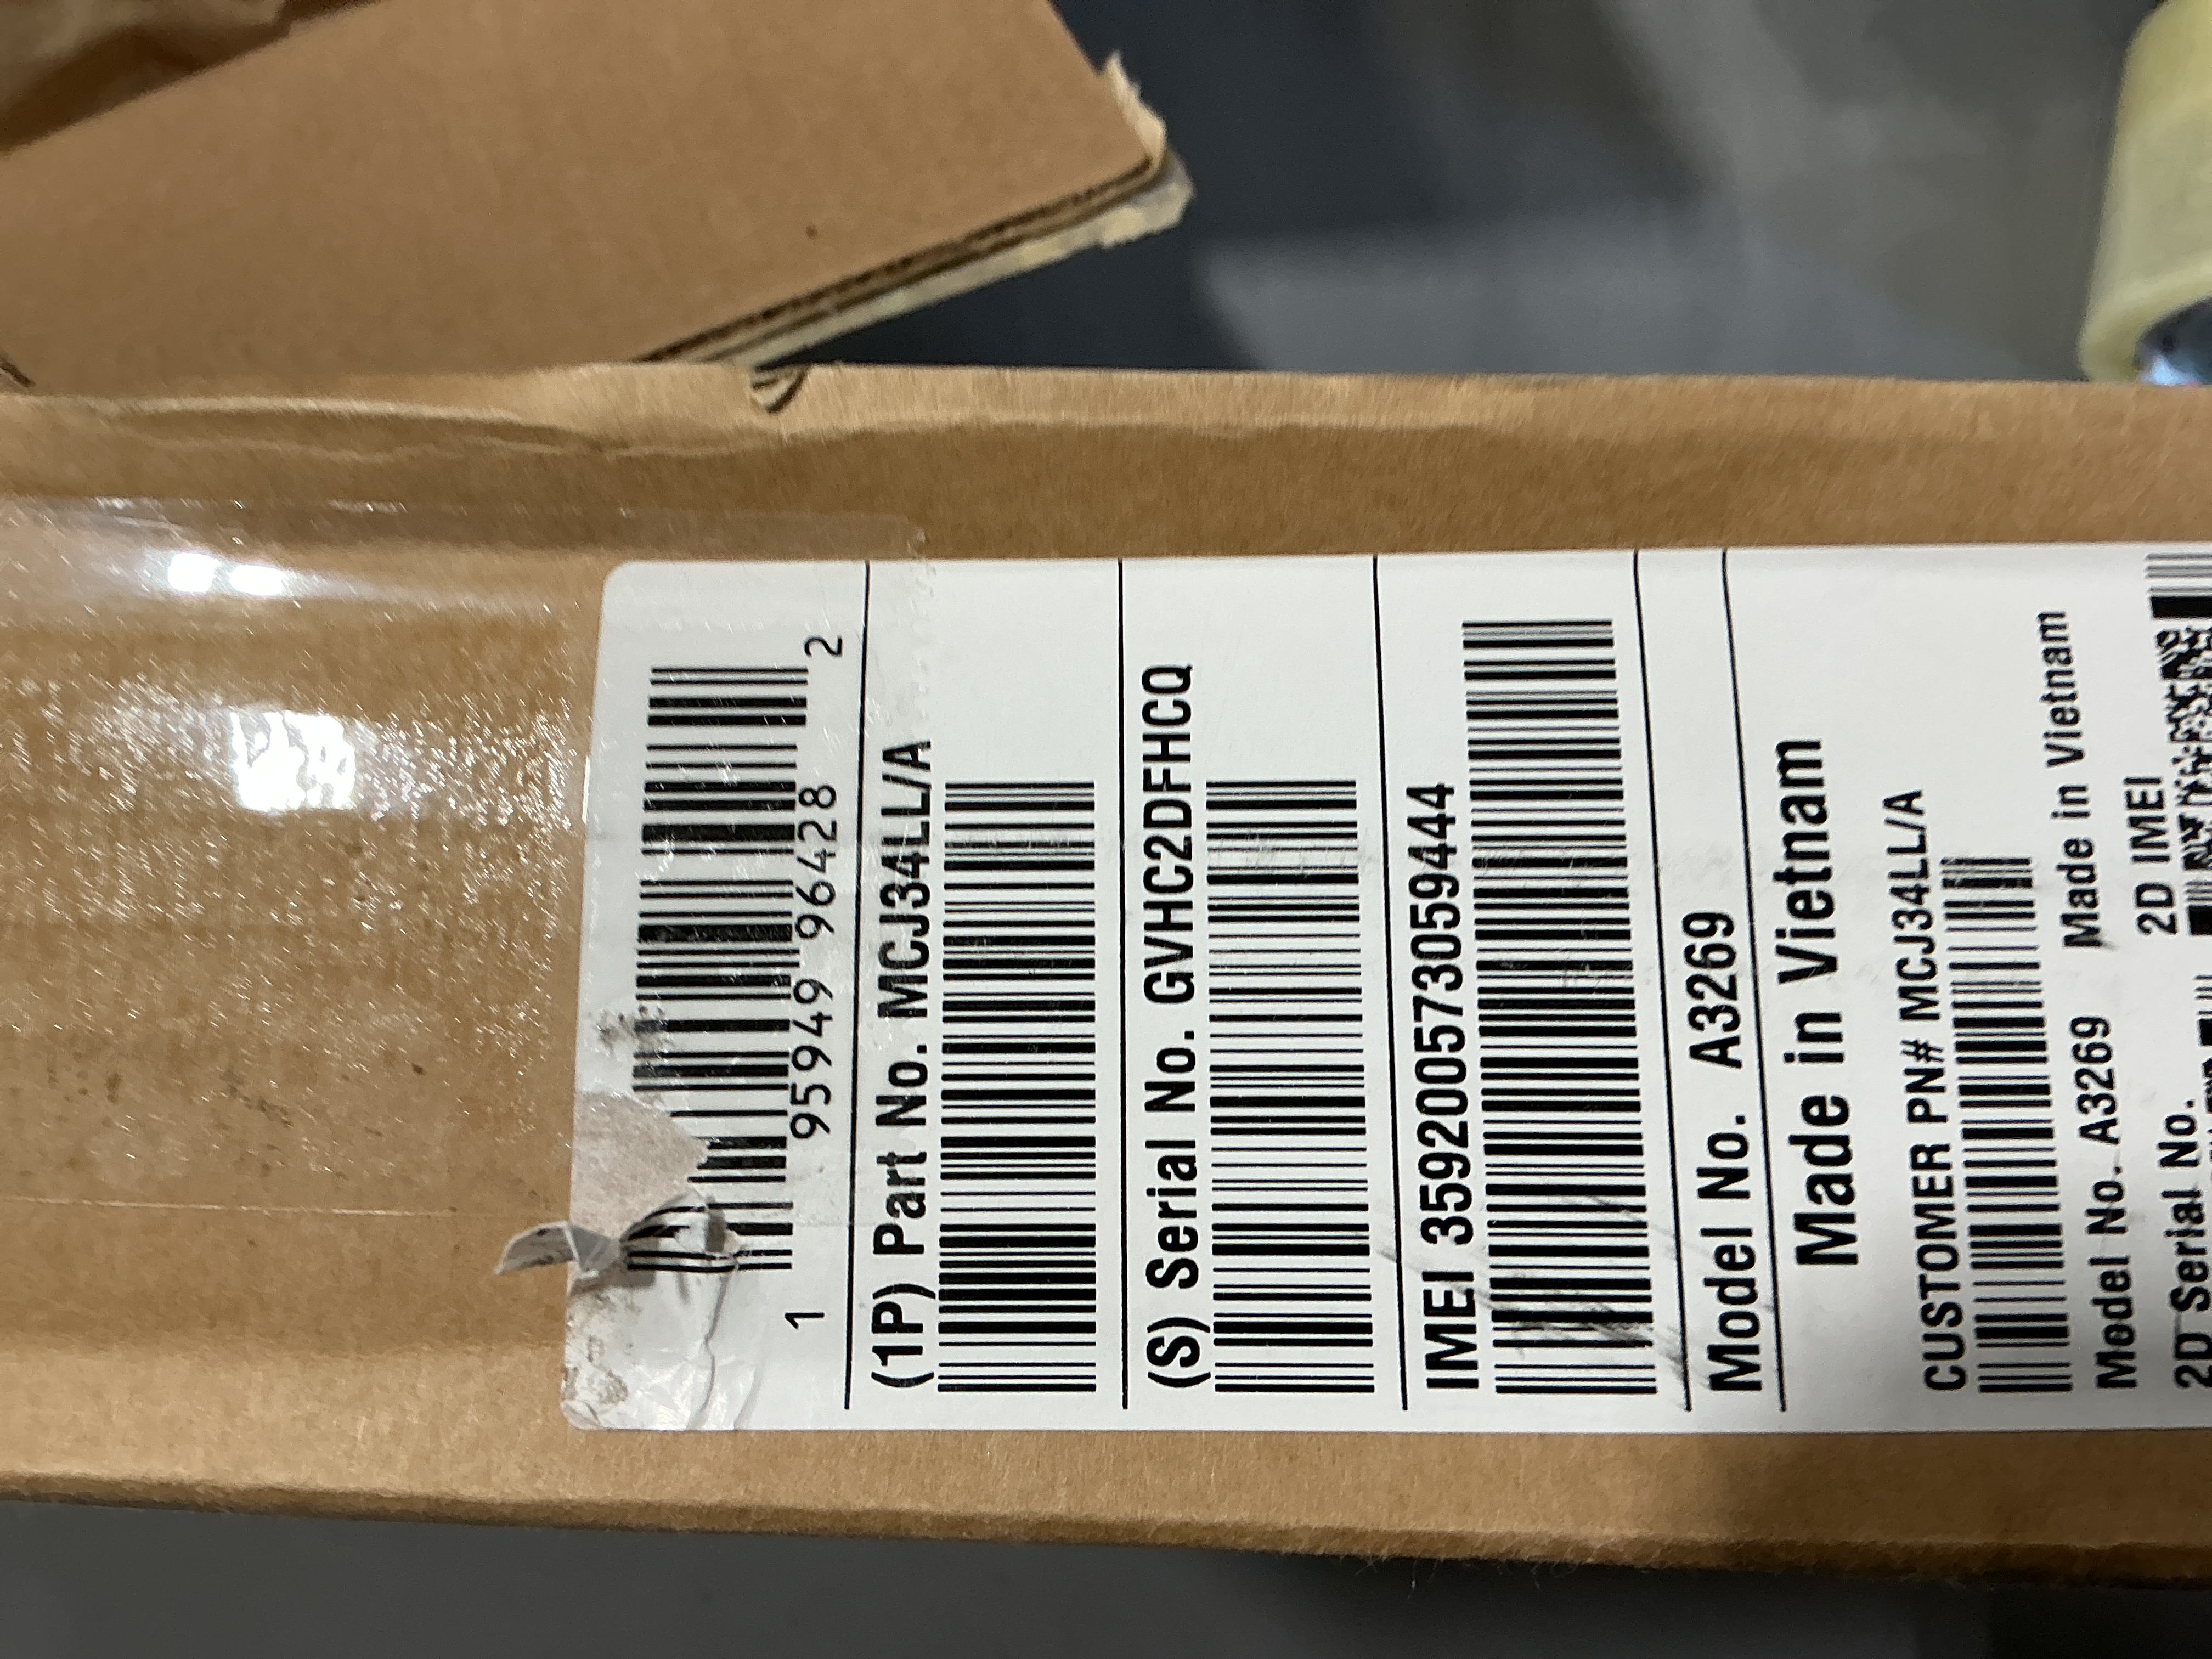 1 95949 96428 2
(1P) Part No. MCJ34LL/A
(S) Serial No. GVHC2DFHCQ
IMEI 359200573059444
Model No. A3269
Made in Vietnam
CUSTOMER PN# MCJ34LL/A
Model No. A3269 Made in Vietnam
2D Serial No. 2D IMEI